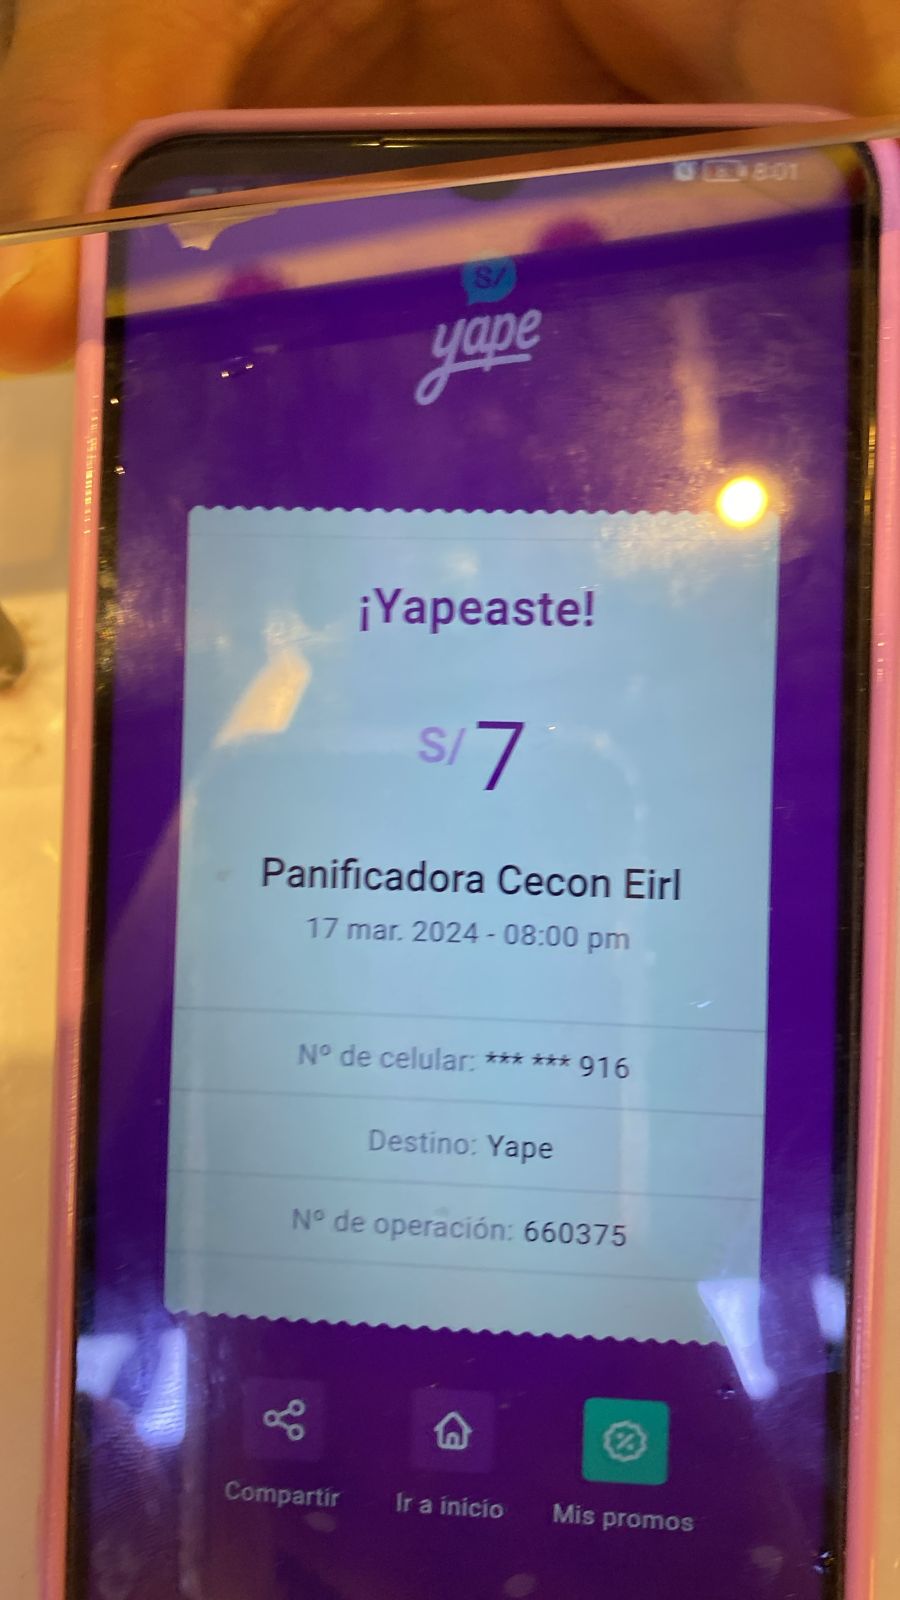 8:01
S/
yape
¡Yapeaste!
S/ 7
Panificadora Cecon Eirl
17 mar. 2024 - 08:00 pm
Nº de celular: *** *** 916
Destino: Yape
Nº de operación: 660375
Compartir
Ir a inicio
Mis promos